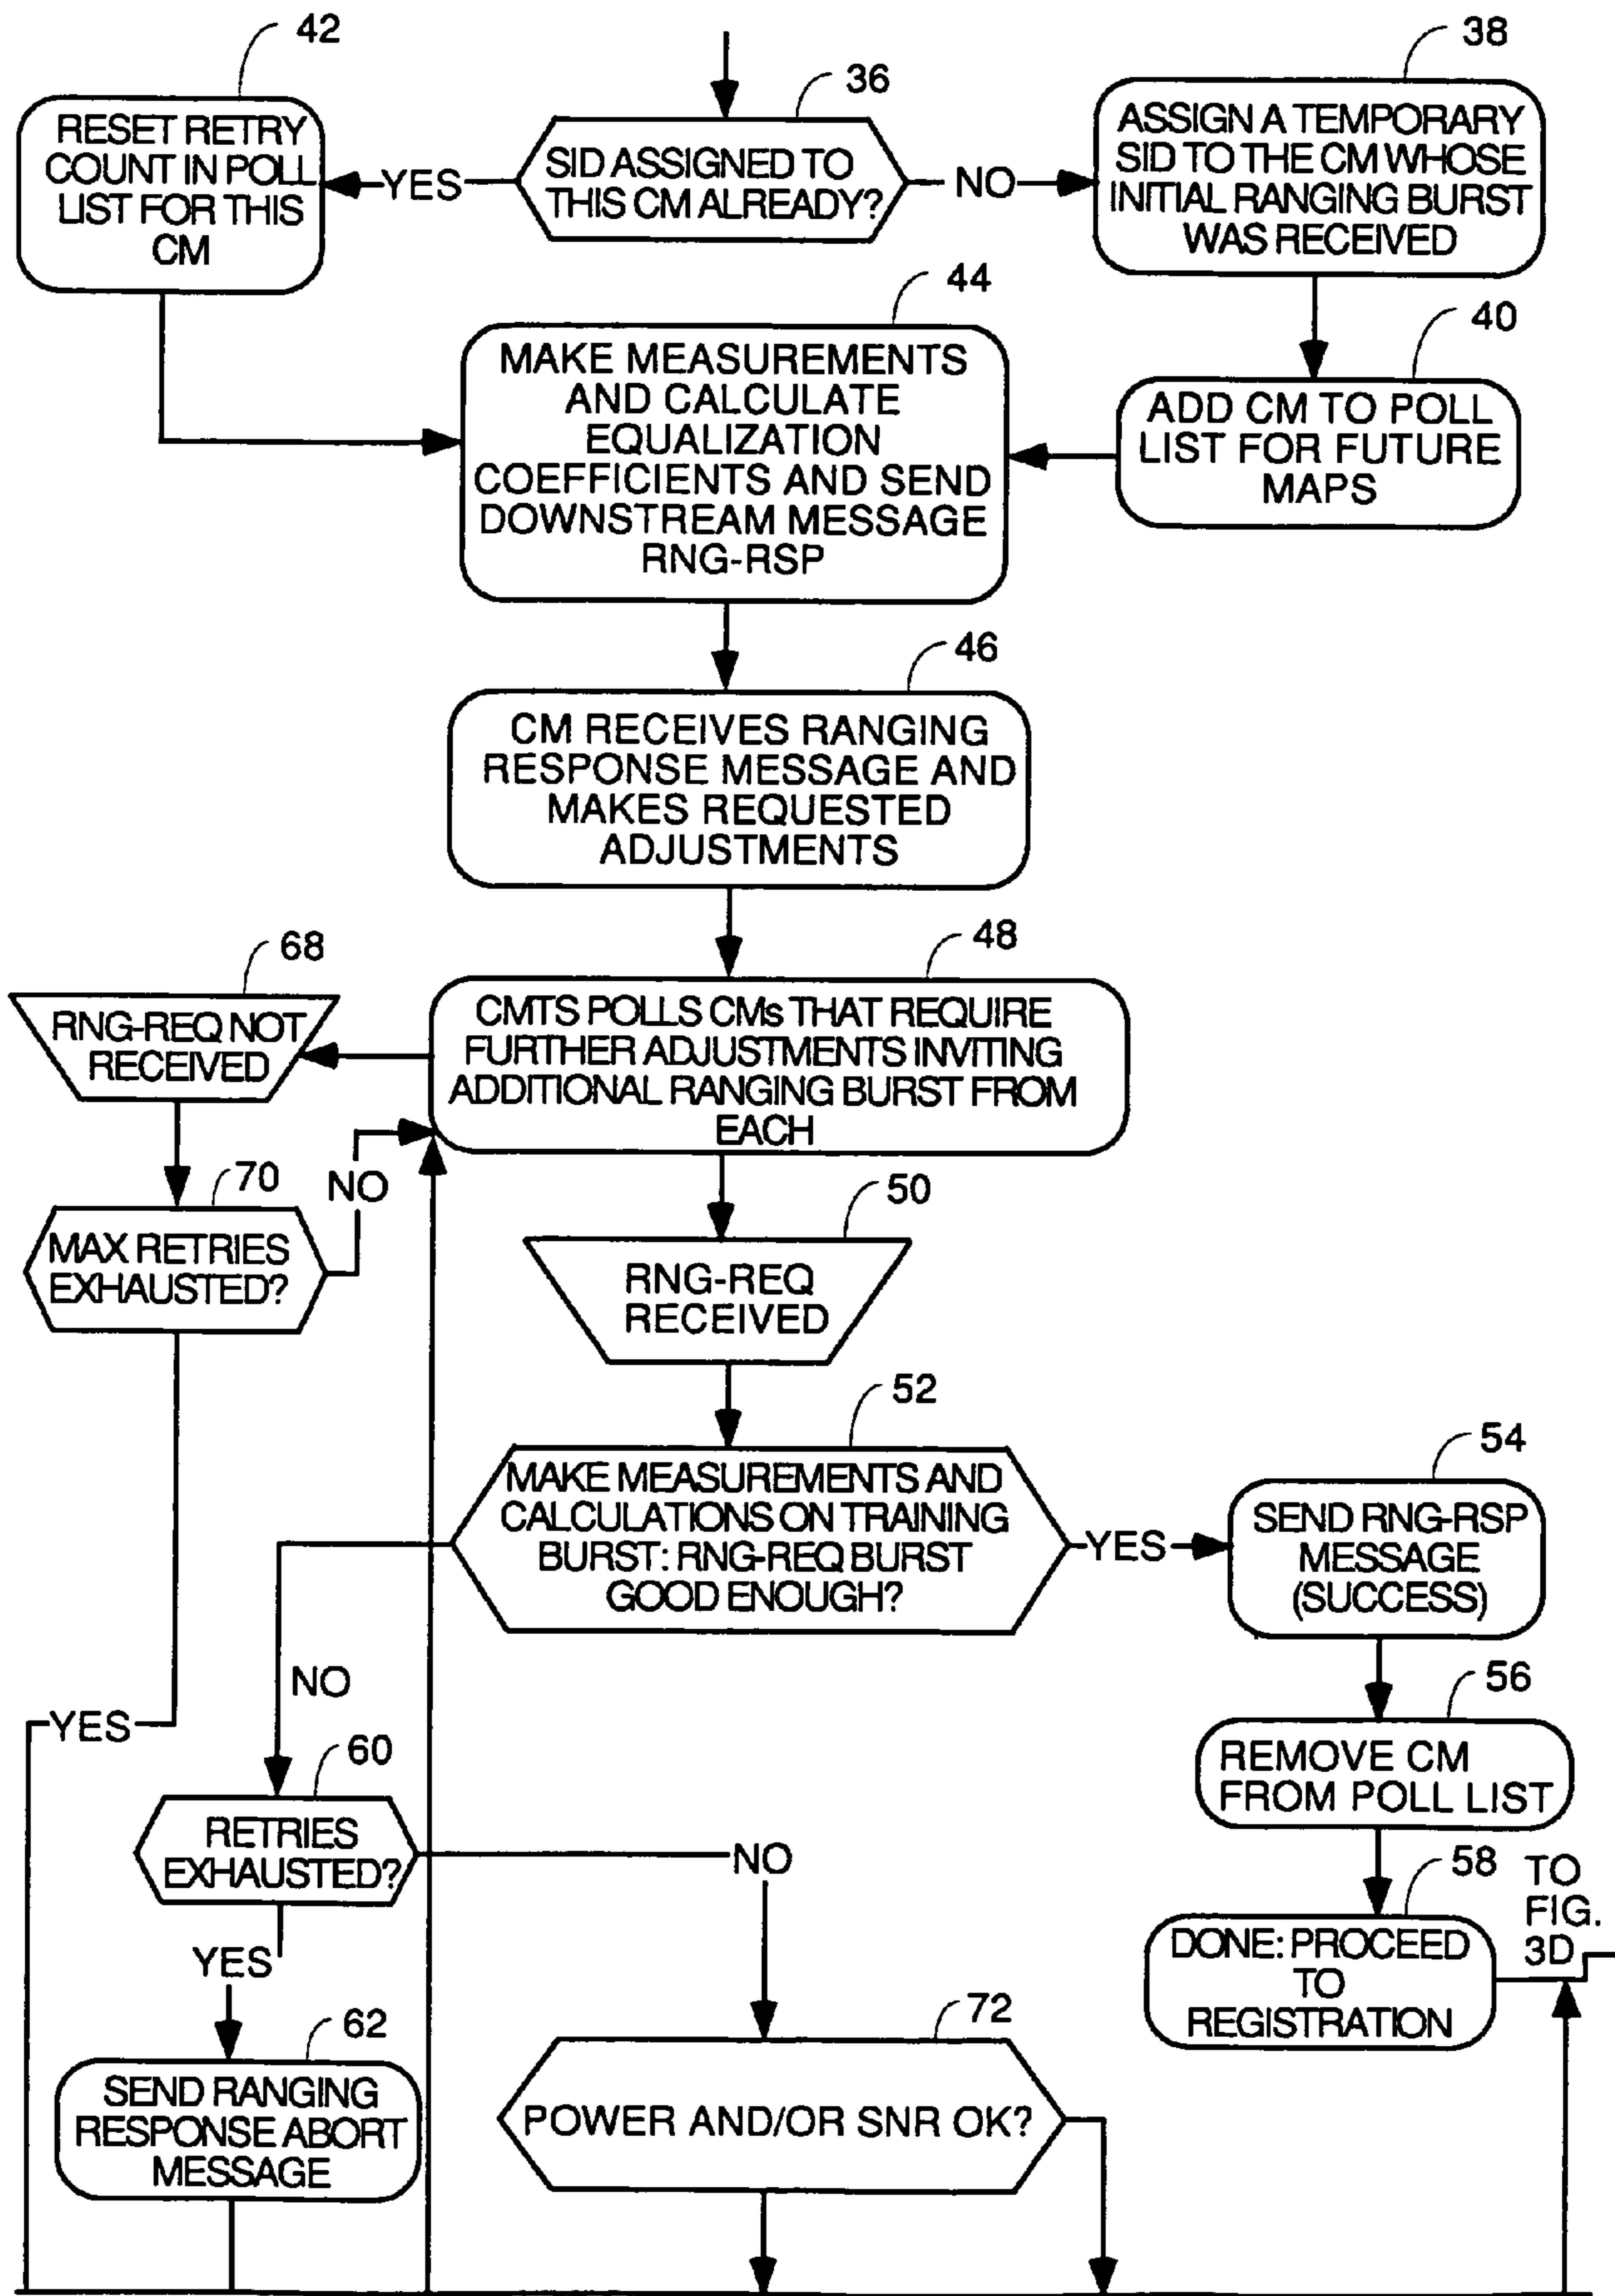 42
RESET RETRY
COUNT IN POLL
LIST FOR THIS
CM
YES
36
SID ASSIGNED TO
THIS CM ALREADY?
NO
38
ASSIGN A TEMPORARY
SID TO THE CM WHOSE
INITIAL RANGING BURST
WAS RECEIVED
40
ADD CM TO POLL
LIST FOR FUTURE
MAPS
44
MAKE MEASUREMENTS
AND CALCULATE
EQUALIZATION
COEFFICIENTS AND SEND
DOWNSTREAM MESSAGE
RNG-RSP
46
CM RECEIVES RANGING
RESPONSE MESSAGE AND
MAKES REQUESTED
ADJUSTMENTS
48
CMTS POLLS CMs THAT REQUIRE
FURTHER ADJUSTMENTS INVITING
ADDITIONAL RANGING BURST FROM
EACH
68
RNG-REQ NOT
RECEIVED
70
MAX RETRIES
EXHAUSTED?
NO
YES
50
RNG-REQ
RECEIVED
52
MAKE MEASUREMENTS AND
CALCULATIONS ON TRAINING
BURST: RNG-REQ BURST
GOOD ENOUGH?
YES
54
SEND RNG-RSP
MESSAGE
(SUCCESS)
56
REMOVE CM
FROM POLL LIST
58
DONE: PROCEED
TO
REGISTRATION
TO
FIG.
3D
NO
60
RETRIES
EXHAUSTED?
NO
YES
62
SEND RANGING
RESPONSE ABORT
MESSAGE
72
POWER AND/OR SNR OK?